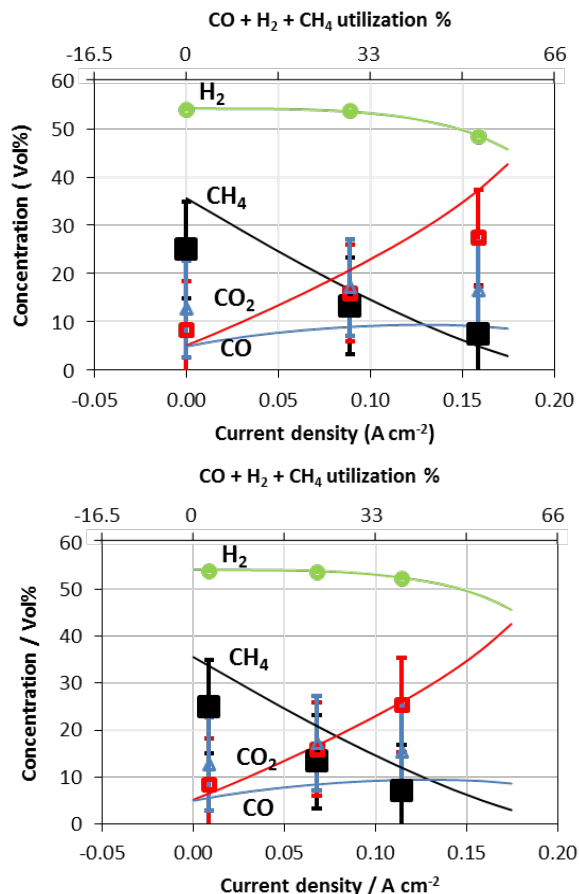 CO + H₂ + CH₄ utilization %
-16.5 0 33 66
60
50
40
30
20
10
0
Concentration ( Vol%)
H₂
CH₄
CO₂
CO
-0.05 0.00 0.05 0.10 0.15 0.20
Current density (A cm⁻²)
CO + H₂ + CH₄ utilization %
-16.5 0 33 66
60
50
40
30
20
10
0
Concentration / Vol%
H₂
CH₄
CO₂
CO
-0.05 0.00 0.05 0.10 0.15 0.20
Current density / A cm⁻²